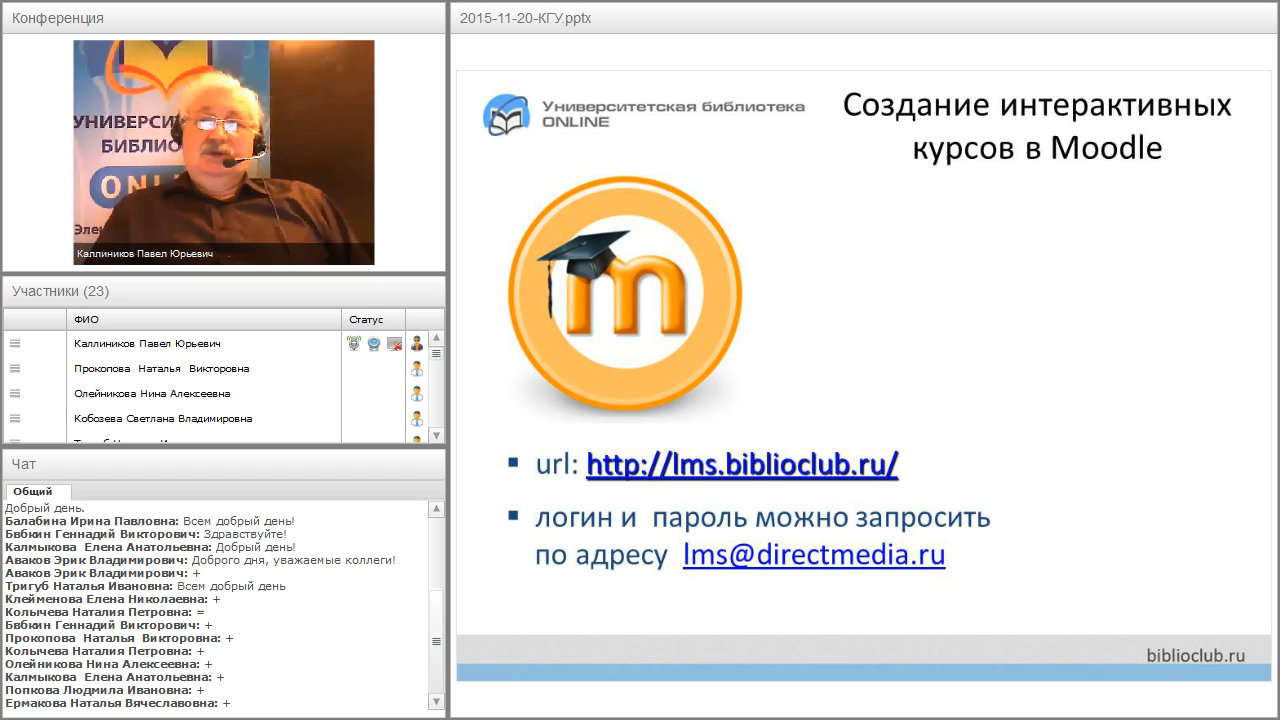 Конференция
УНИВЕРСИ
БИБЛИО
Каллиников Павел Юрьевич
Участники (23)
ФИО
Статус
Каллиников Павел Юрьевич
Прокопова Наталья Викторовна
Олейникова Нина Алексеевна
Кобозева Светлана Владимировна
Чат
Общий
Добрый день.
Балабина Ирина Павловна: Всем добрый день!
Бвбкин Геннадий Викторович: Здравствуйте!
Калмыкова Елена Анатольевна: Добрый день!
Аваков Эрик Владимирович: Доброго дня, уважаемые коллеги!
Аваков Эрик Владимирович: +
Тригуб Наталья Ивановна: Всем добрый день
Клейменова Елена Николаевна: +
Колычева Наталия Петровна: =
Бвбкин Геннадий Викторович: +
Прокопова Наталья Викторовна: +
Колычева Наталия Петровна: +
Олейникова Нина Алексеевна: +
Калмыкова Елена Анатольевна: +
Попкова Людмила Ивановна: +
Ермакова Наталья Вячеславовна: +
2015-11-20-КГУ.pptx
Университетская библиотека
ONLINE
Создание интерактивных
курсов в Moodle
m
url: http://lms.biblioclub.ru/
логин и пароль можно запросить
по адресу lms@directmedia.ru
biblioclub.ru